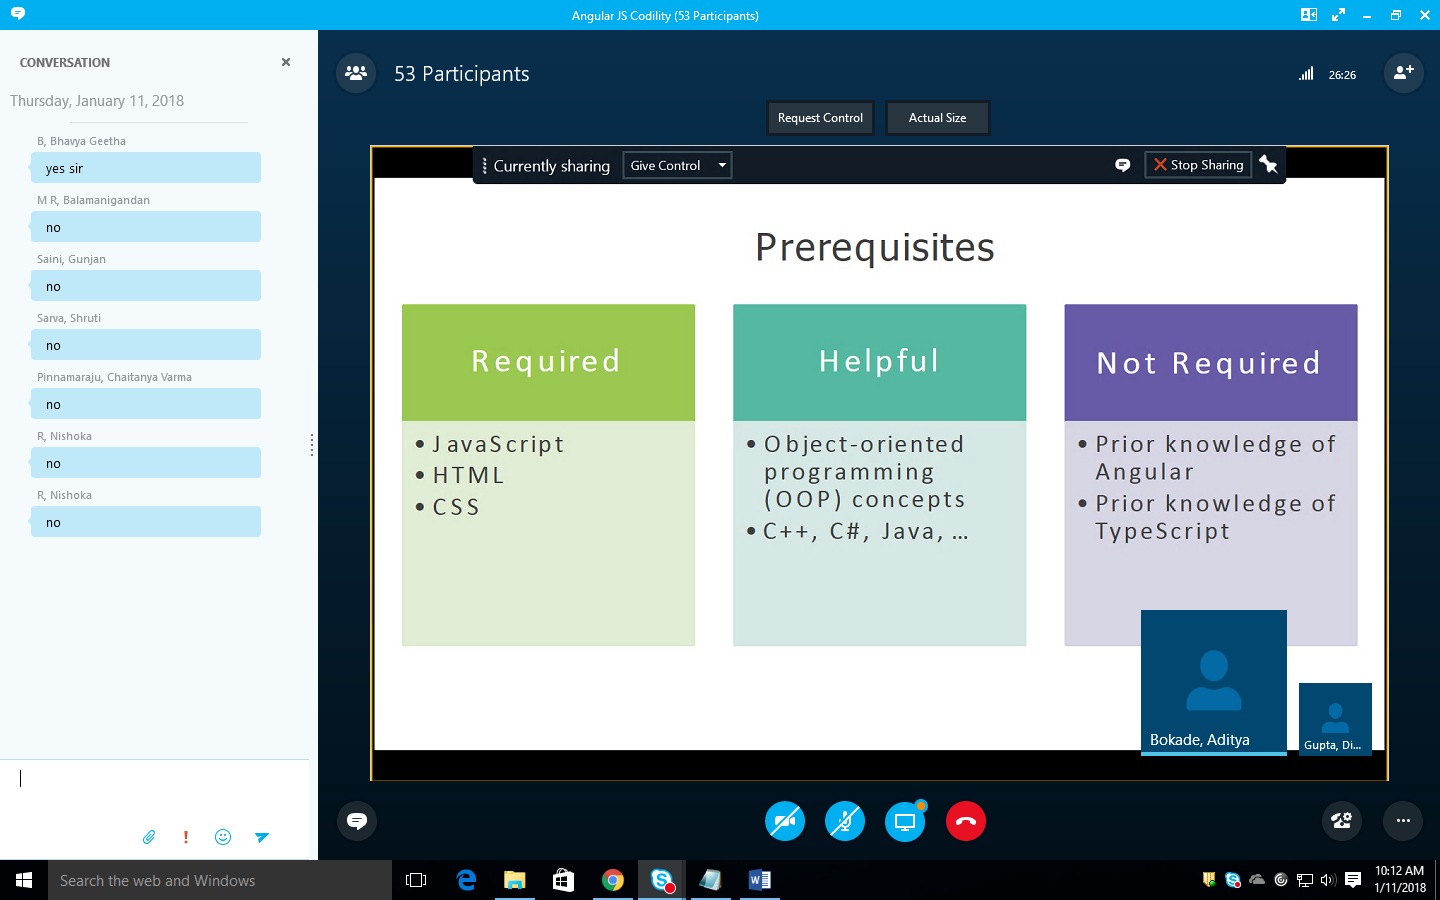 Angular JS Codility (53 Participants)
CONVERSATION
Thursday, January 11, 2018
B, Bhavya Geetha
yes sir
M R, Balamanigandan
no
Saini, Gunjan
no
Sarva, Shruti
no
Pinnamaraju, Chaitanya Varma
no
R, Nishoka
no
R, Nishoka
no
53 Participants
26:26
Request Control
Actual Size
Currently sharing
Give Control
Stop Sharing
Prerequisites
Required
• JavaScript
• HTML
• CSS
Helpful
• Object-oriented
programming
(OOP) concepts
• C++, C#, Java, ...
Not Required
• Prior knowledge of
Angular
• Prior knowledge of
TypeScript
Bokade, Aditya
Gupta, Di...
Search the web and Windows
10:12 AM
1/11/2018